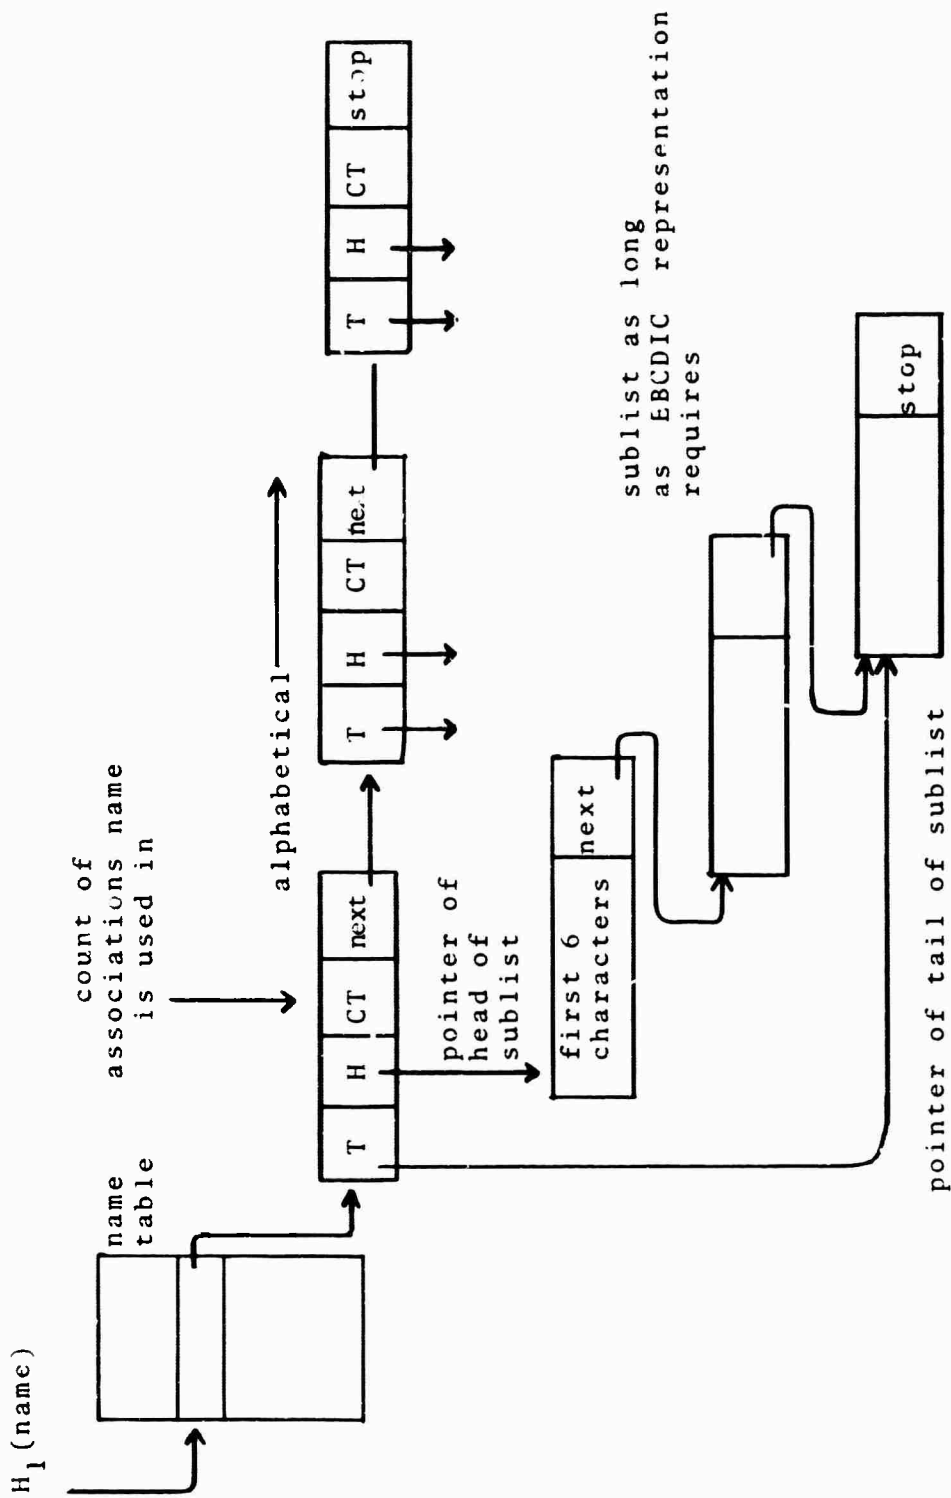 H1(name)
name
table
count of
associations name
is used in
alphabetical
T H CT next
T H CT next
T H CT stop
pointer of
head of
sublist
first 6
characters
next
sublist as long
as EBCDIC representation
requires
stop
pointer of tail of sublist